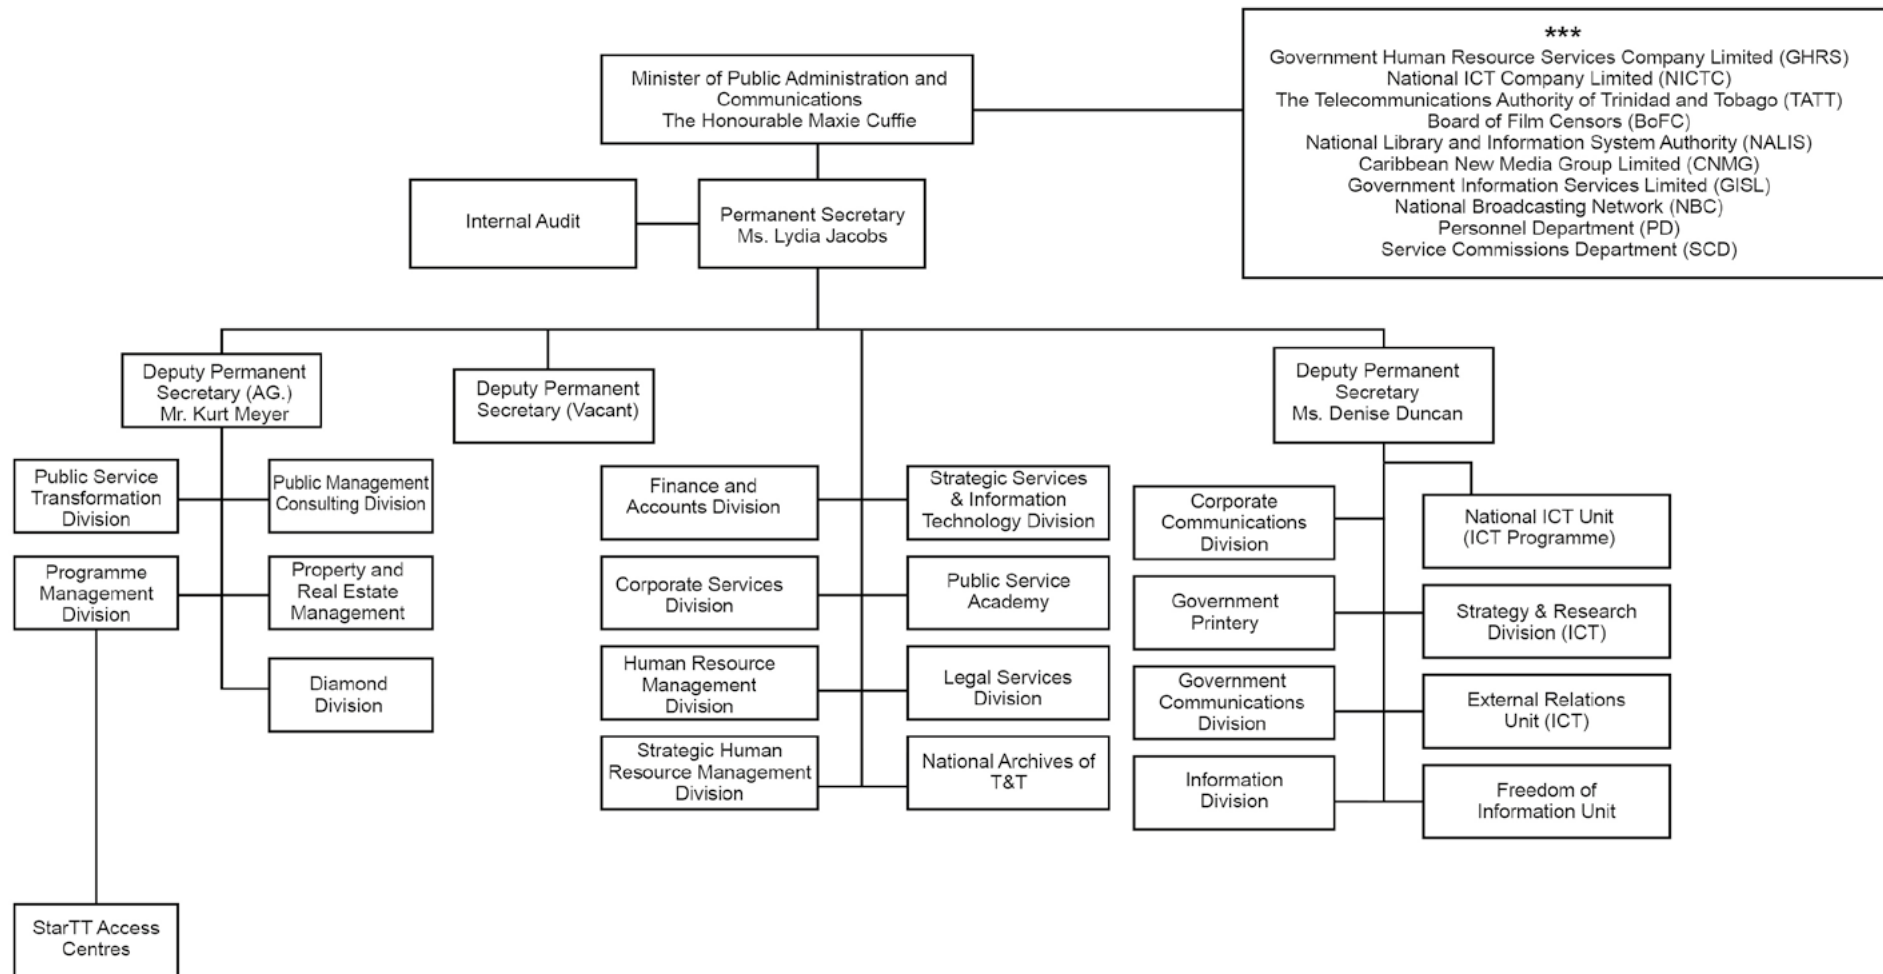 ***
Government Human Resource Services Company Limited (GHRS)
National ICT Company Limited (NICTC)
The Telecommunications Authority of Trinidad and Tobago (TATT)
Board of Film Censors (BoFC)
National Library and Information System Authority (NALIS)
Caribbean New Media Group Limited (CNMG)
Government Information Services Limited (GISL)
National Broadcasting Network (NBC)
Personnel Department (PD)
Service Commissions Department (SCD)
Minister of Public Administration and
Communications
The Honourable Maxie Cuffie
Internal Audit
Permanent Secretary
Ms. Lydia Jacobs
Deputy Permanent
Secretary (AG.)
Mr. Kurt Meyer
Deputy Permanent
Secretary (Vacant)
Deputy Permanent
Secretary
Ms. Denise Duncan
Public Service
Transformation
Division
Public Management
Consulting Division
Programme
Management
Division
Property and
Real Estate
Management
Diamond
Division
StarTT Access
Centres
Finance and
Accounts Division
Strategic Services
& Information
Technology Division
Corporate Services
Division
Public Service
Academy
Human Resource
Management
Division
Legal Services
Division
Strategic Human
Resource Management
Division
National Archives of
T&T
Corporate
Communications
Division
National ICT Unit
(ICT Programme)
Government
Printery
Strategy & Research
Division (ICT)
Government
Communications
Division
External Relations
Unit (ICT)
Information
Division
Freedom of
Information Unit